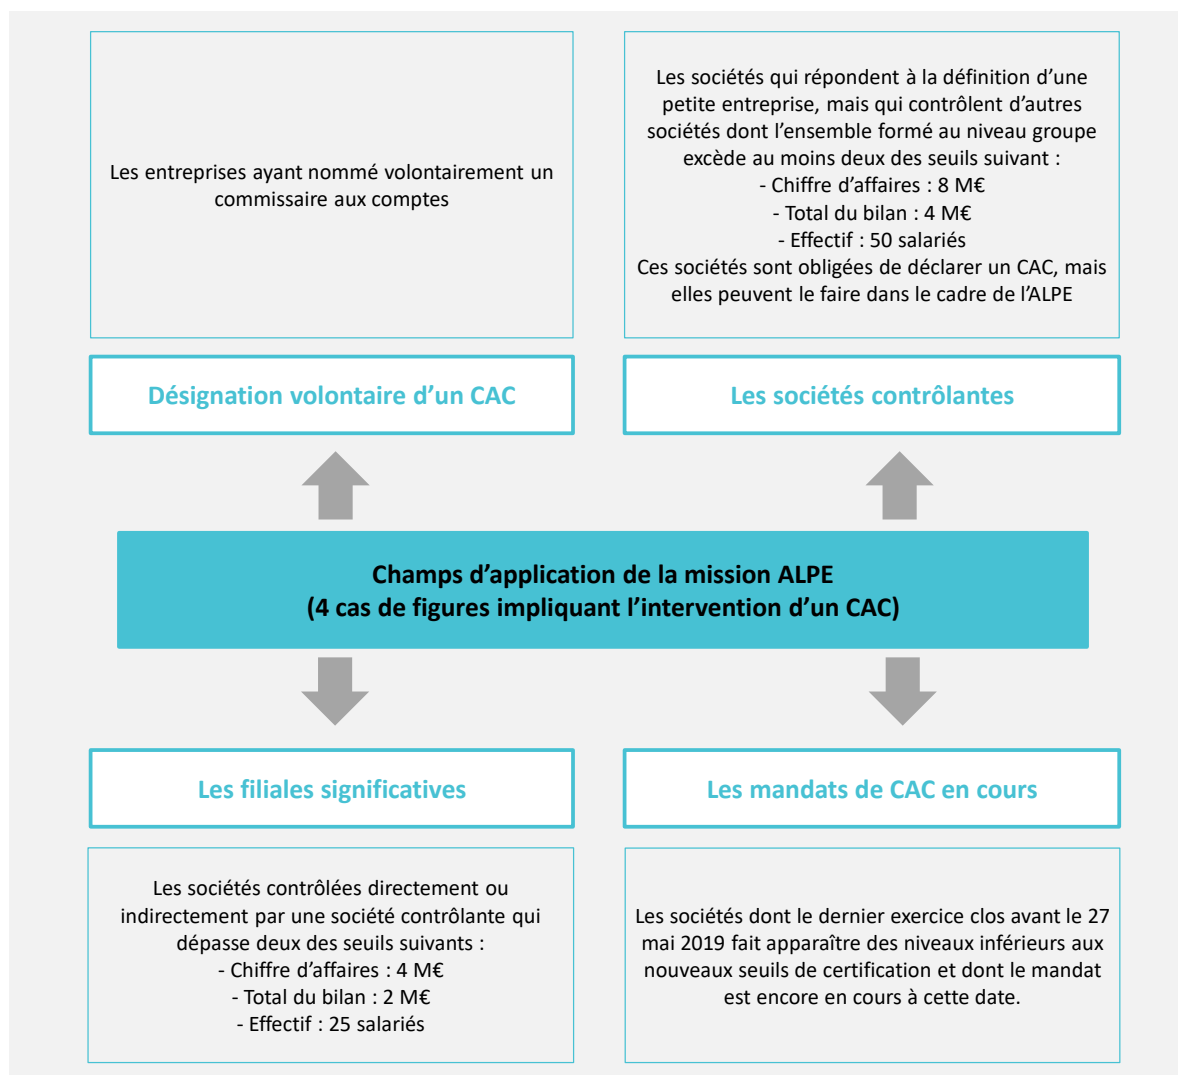 Les entreprises ayant nommé volontairement un
commissaire aux comptes
Les sociétés qui répondent à la définition d’une
petite entreprise, mais qui contrôlent d’autres
sociétés dont l’ensemble formé au niveau groupe
excède au moins deux des seuils suivant :
- Chiffre d’affaires : 8 M€
- Total du bilan : 4 M€
- Effectif : 50 salariés
Ces sociétés sont obligées de déclarer un CAC, mais
elles peuvent le faire dans le cadre de l’ALPE
Désignation volontaire d’un CAC
Les sociétés contrôlantes
Champs d’application de la mission ALPE
(4 cas de figures impliquant l’intervention d’un CAC)
Les filiales significatives
Les mandats de CAC en cours
Les sociétés contrôlées directement ou
indirectement par une société contrôlante qui
dépasse deux des seuils suivants :
- Chiffre d’affaires : 4 M€
- Total du bilan : 2 M€
- Effectif : 25 salariés
Les sociétés dont le dernier exercice clos avant le 27
mai 2019 fait apparaître des niveaux inférieurs aux
nouveaux seuils de certification et dont le mandat
est encore en cours à cette date.